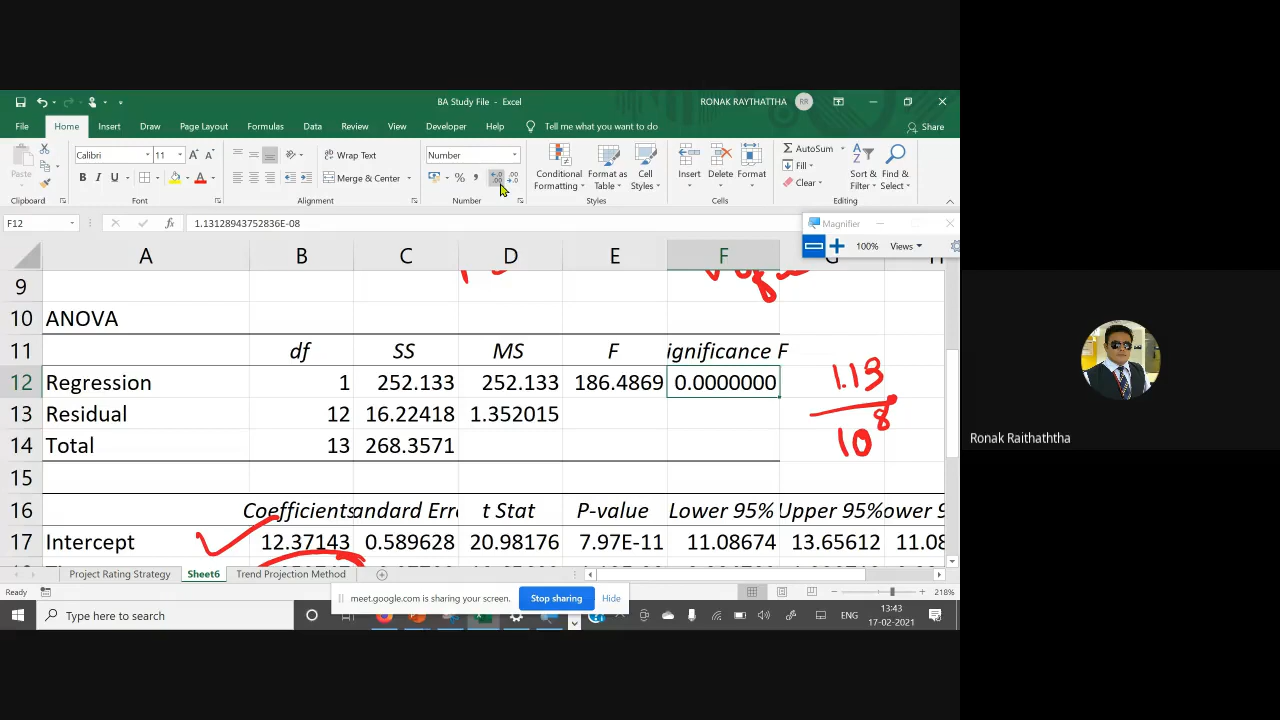 BA Study File - Excel
RONAK RAYTHATTHA RR
File Home Insert Draw Page Layout Formulas Data Review View Developer Help Tell me what you want to do Share
Paste
Calibri 11
Wrap Text
Merge & Center
Number
Conditional Formatting
Format as Table
Cell Styles
Insert
Delete
Format
AutoSum
Fill
Clear
Sort & Filter
Find & Select
Clipboard Font Alignment Number Styles Cells Editing
F12 fx 1.13128943752836E-08
Magnifier
100% Views
A B C D E F
9
10 ANOVA
11 df SS MS F ignificance F
12 Regression 1 252.133 252.133 186.4869 0.0000000
13 Residual 12 16.22418 1.352015
14 Total 13 268.3571
1.13
10 8
15
16 Coefficients andard Erro t Stat P-value Lower 95% Upper 95% ower 9
17 Intercept 12.37143 0.589628 20.98176 7.97E-11 11.08674 13.65612 11.08
Project Rating Strategy Sheet6 Trend Projection Method
Ready
218%
meet.google.com is sharing your screen. Stop sharing Hide
Type here to search
ENG
13:43
17-02-2021
Ronak Raithaththa